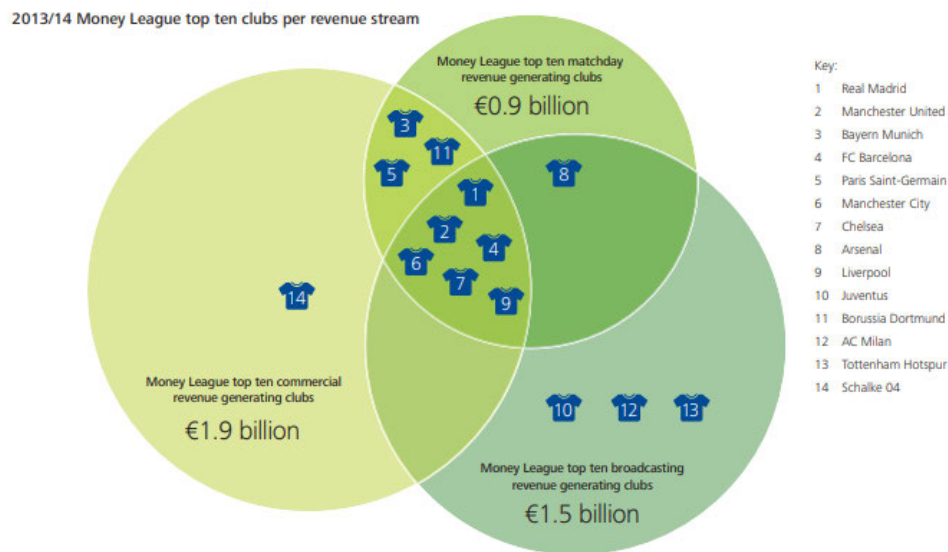 2013/14 Money League top ten clubs per revenue stream
Money League top ten matchday
revenue generating clubs
€0.9 billion
3
11
5
8
1
2
4
6
7
9
14
Money League top ten commercial
revenue generating clubs
€1.9 billion
10
12
13
Money League top ten broadcasting
revenue generating clubs
€1.5 billion
Key:
1 Real Madrid
2 Manchester United
3 Bayern Munich
4 FC Barcelona
5 Paris Saint-Germain
6 Manchester City
7 Chelsea
8 Arsenal
9 Liverpool
10 Juventus
11 Borussia Dortmund
12 AC Milan
13 Tottenham Hotspur
14 Schalke 04